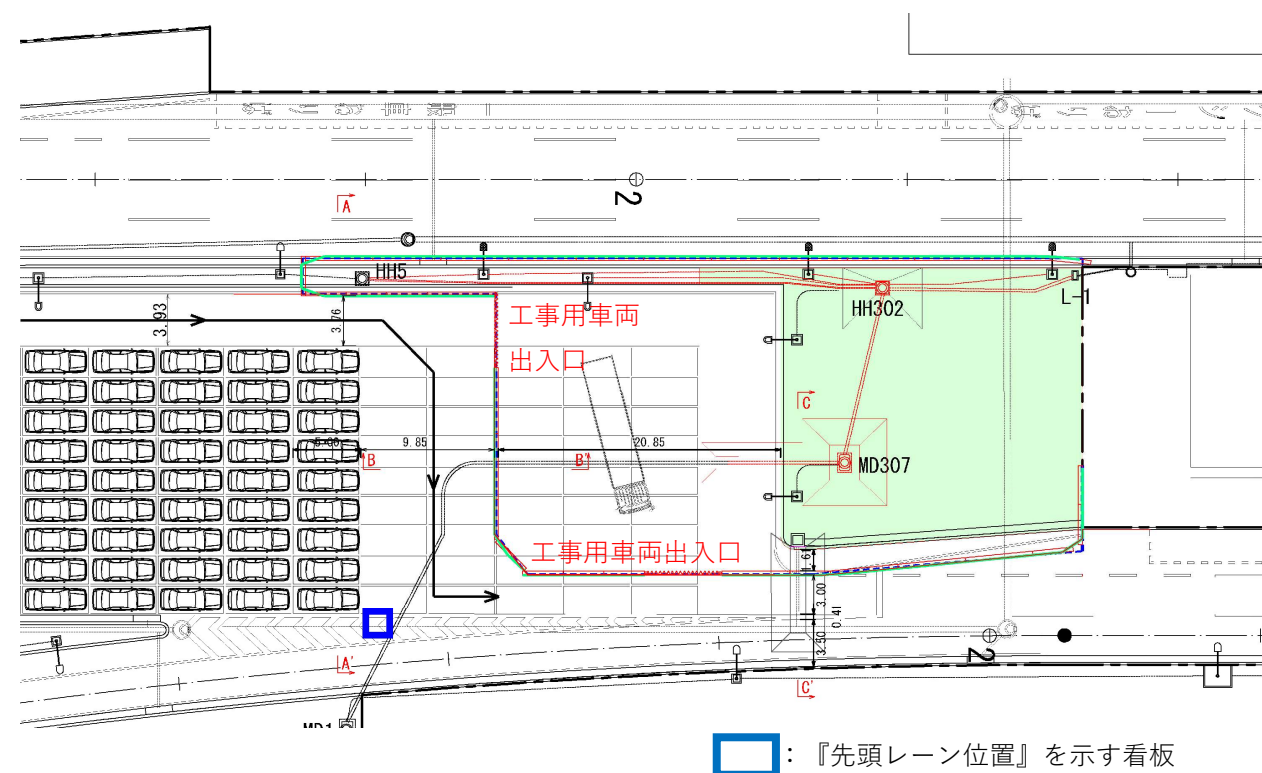 2
A
HH5
HH302
L-1
3.93
3.76
工事用車両
出入口
C
5.00
9.85
20.85
B
B'
MD307
工事用車両出入口
1.61
3.00
0.41
3.50
2
A'
C'
：『先頭レーン位置』を示す看板